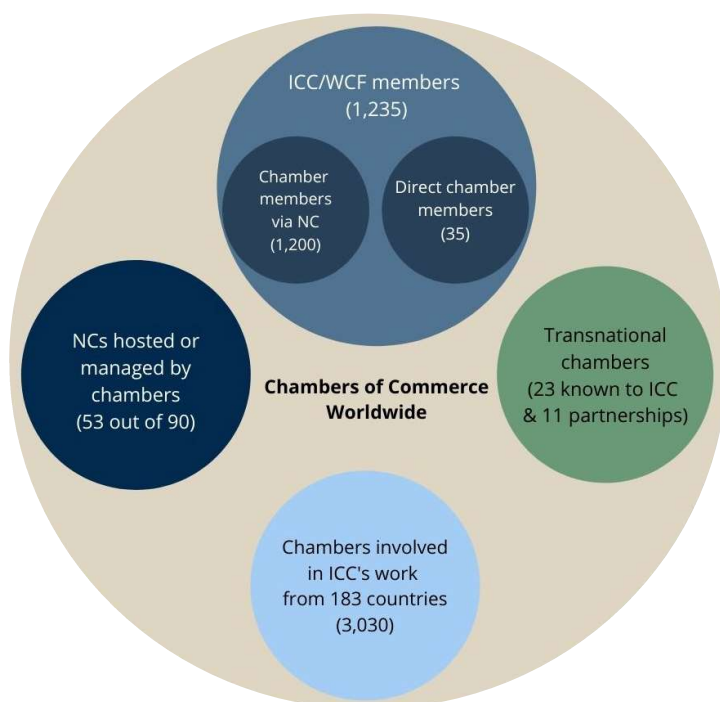 ICC/WCF members
(1,235)
Chamber
members
via NC
(1,200)
Direct chamber
members
(35)
NCs hosted or
managed by
chambers
(53 out of 90)
Chambers of Commerce
Worldwide
Transnational
chambers
(23 known to ICC
& 11 partnerships)
Chambers involved
in ICC's work
from 183 countries
(3,030)